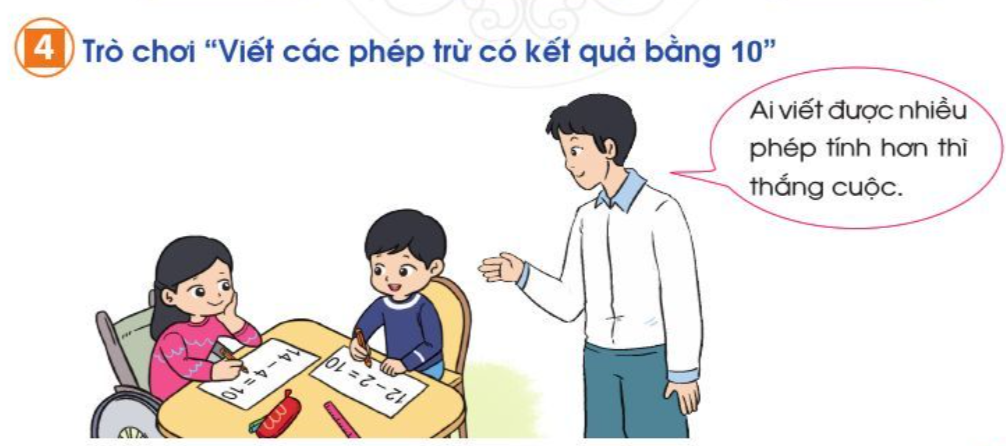 4 Trò chơi “Viết các phép trừ có kết quả bằng 10”
Ai viết được nhiều
phép tính hơn thì
thắng cuộc.
14 – 4 = 10
12 – 2 = 10